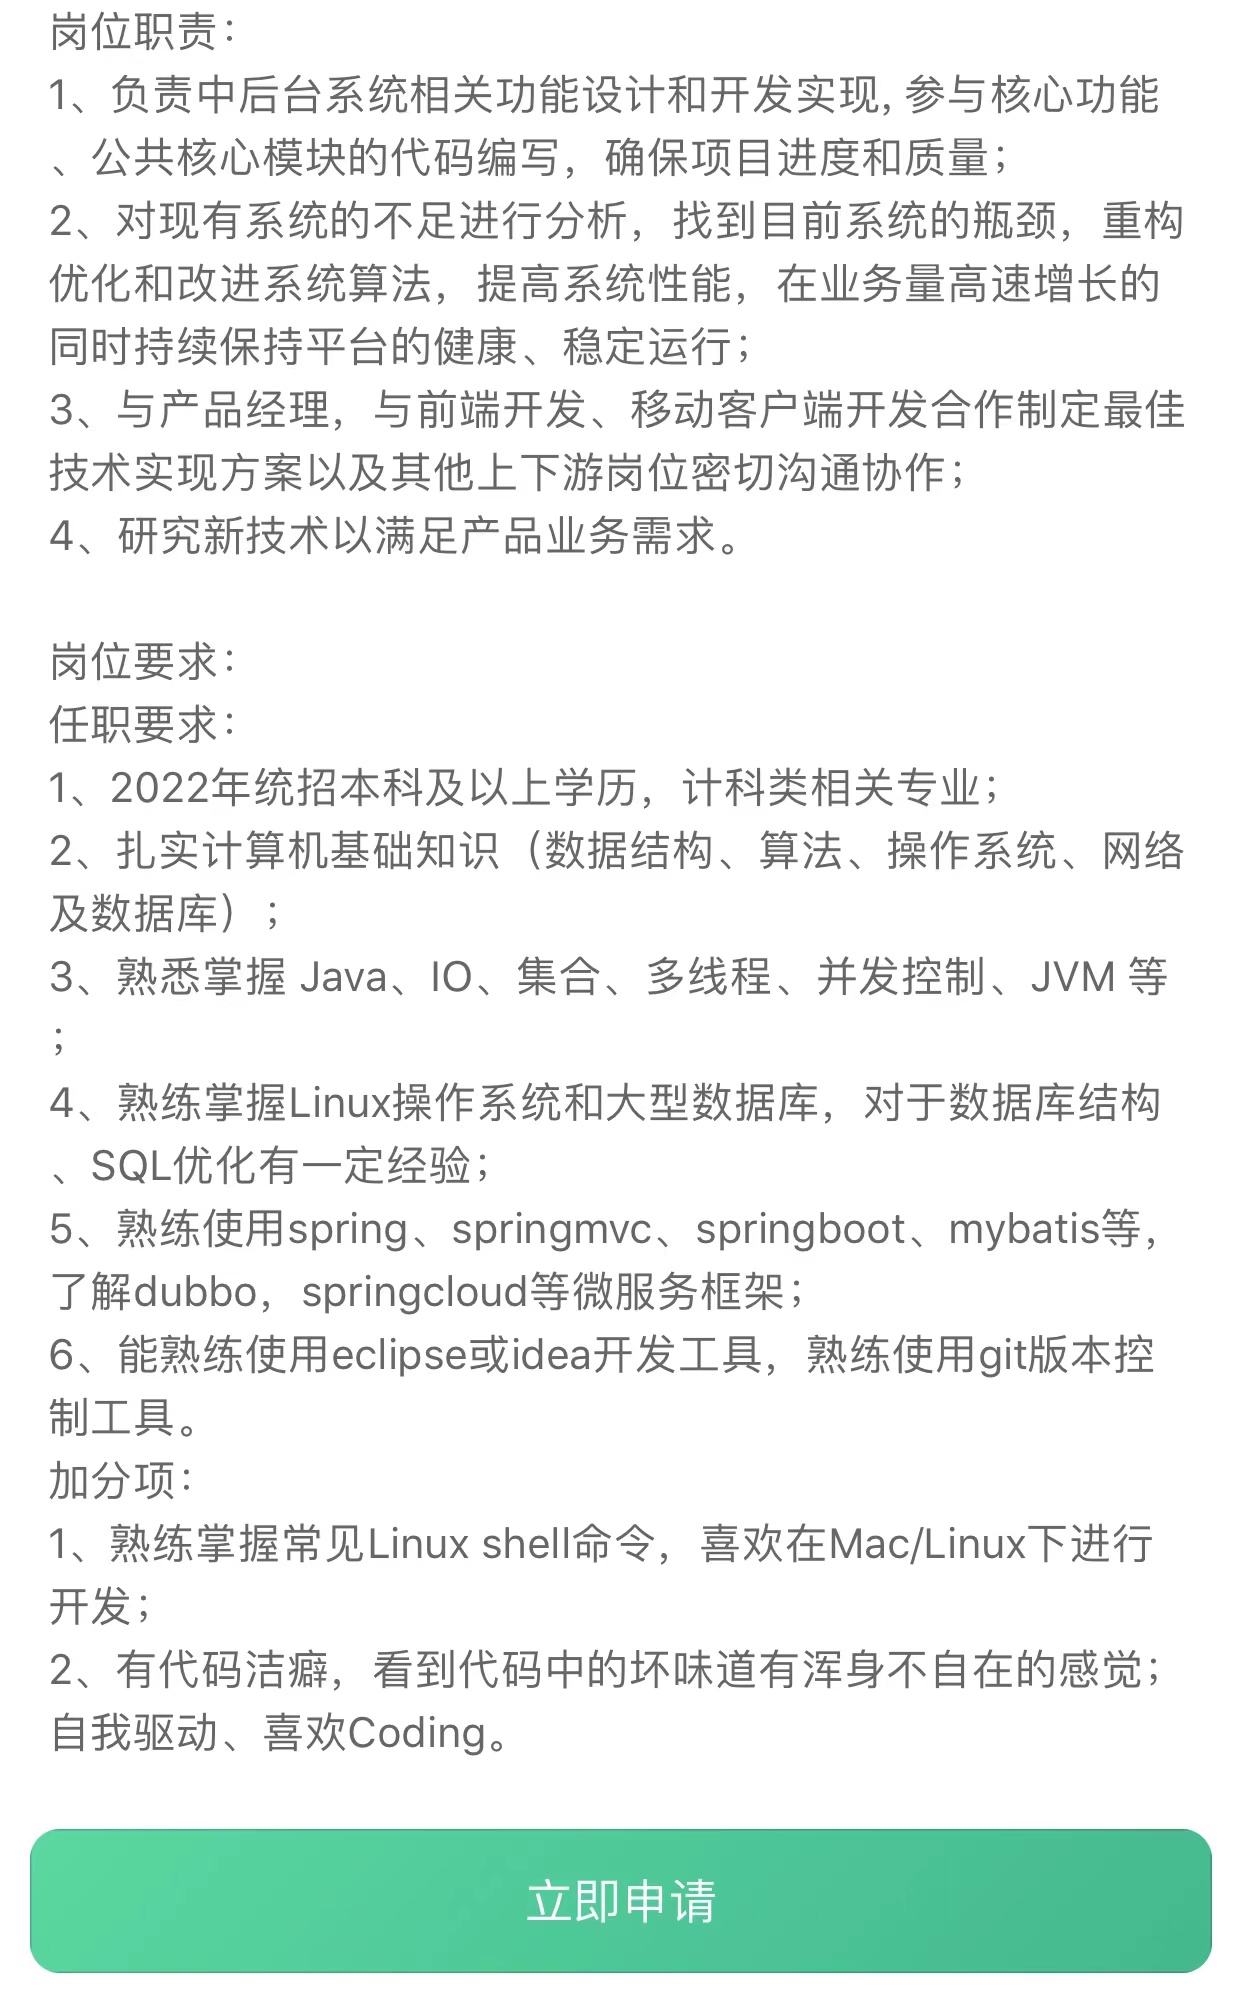 岗位职责：
1、负责中后台系统相关功能设计和开发实现, 参与核心功能
、公共核心模块的代码编写，确保项目进度和质量；
2、对现有系统的不足进行分析，找到目前系统的瓶颈，重构
优化和改进系统算法，提高系统性能，在业务量高速增长的
同时持续保持平台的健康、稳定运行；
3、与产品经理，与前端开发、移动客户端开发合作制定最佳
技术实现方案以及其他上下游岗位密切沟通协作；
4、研究新技术以满足产品业务需求。
岗位要求：
任职要求：
1、2022年统招本科及以上学历，计科类相关专业；
2、扎实计算机基础知识（数据结构、算法、操作系统、网络
及数据库）；
3、熟悉掌握 Java、IO、集合、多线程、并发控制、JVM 等
；
4、熟练掌握Linux操作系统和大型数据库，对于数据库结构
、SQL优化有一定经验；
5、熟练使用spring、springmvc、springboot、mybatis等，
了解dubbo，springcloud等微服务框架；
6、能熟练使用eclipse或idea开发工具，熟练使用git版本控
制工具。
加分项：
1、熟练掌握常见Linux shell命令，喜欢在Mac/Linux下进行
开发；
2、有代码洁癖，看到代码中的坏味道有浑身不自在的感觉；
自我驱动、喜欢Coding。
立即申请